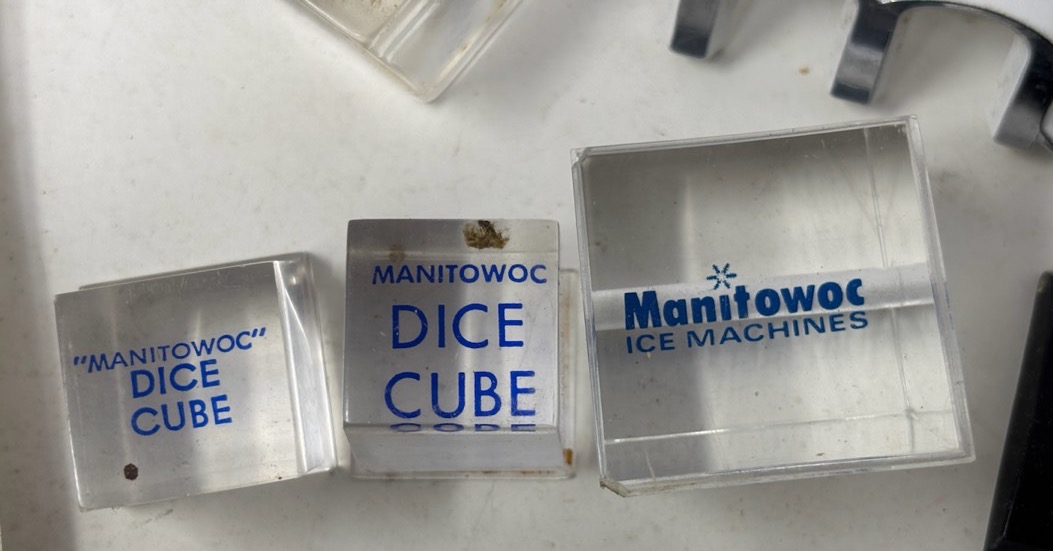 "MANITOWOC"
DICE
CUBE
MANITOWOC
DICE
CUBE
Manitowoc
ICE MACHINES